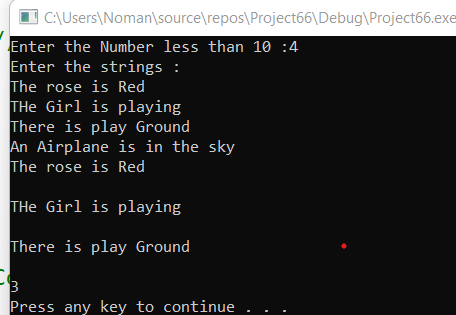 C:\Users\Noman\source\repos\Project66\Debug\Project66.exe
Enter the Number less than 10 :4
Enter the strings :
The rose is Red
THe Girl is playing
There is play Ground
An Airplane is in the sky
The rose is Red
THe Girl is playing
There is play Ground
3
Press any key to continue . . .